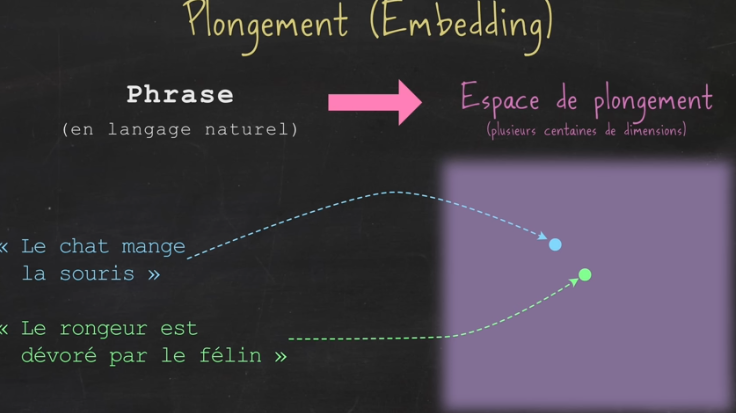 Plongement (Embedding)
Phrase
(en langage naturel)
Espace de plongement
(plusieurs centaines de dimensions)
« Le chat mange
la souris »
« Le rongeur est
dévoré par le félin »